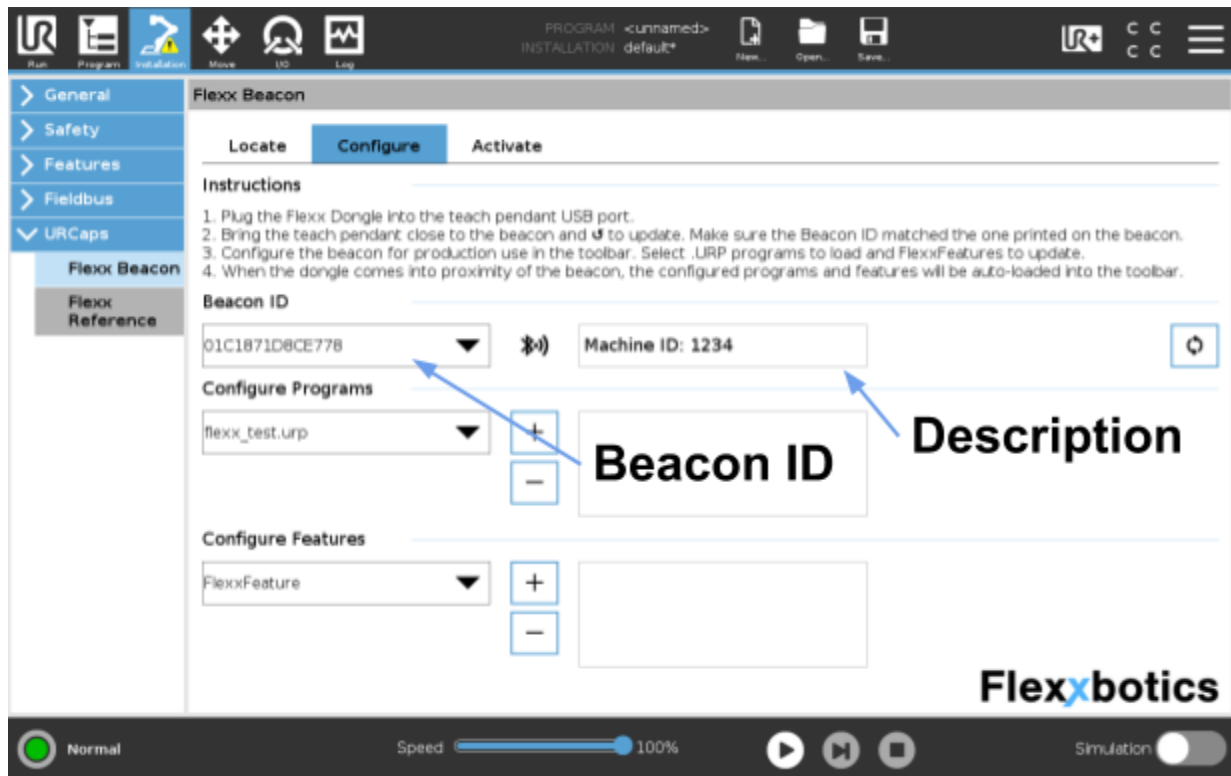 PROGRAM <unnamed>
INSTALLATION default*
UR
UR+
C C
C C
Run Program Installation Move I/O Log New... Open... Save...
General
Safety
Features
Fieldbus
URCaps
Flexx Beacon
Flexx
Reference
Flexx Beacon
Locate Configure Activate
Instructions
1. Plug the Flexx Dongle into the teach pendant USB port.
2. Bring the teach pendant close to the beacon and ↺ to update. Make sure the Beacon ID matched the one printed on the beacon.
3. Configure the beacon for production use in the toolbar. Select .URP programs to load and FlexxFeatures to update.
4. When the dongle comes into proximity of the beacon, the configured programs and features will be auto-loaded into the toolbar.
Beacon ID
01C1871D8CE778 Machine ID: 1234
Configure Programs
flexx_test.urp +
−
Beacon ID
Description
Configure Features
FlexxFeature +
−
Flexxbotics
Normal Speed 100% Simulation